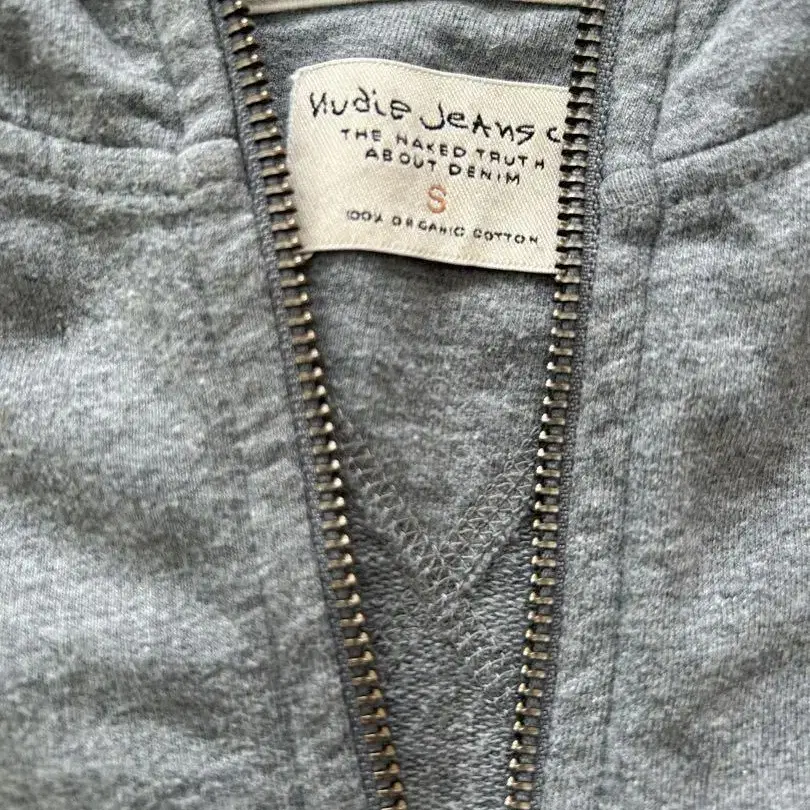 Nudie Jeans c
THE NAKED TRUTH
ABOUT DENIM
S
100% ORGANIC COTTON